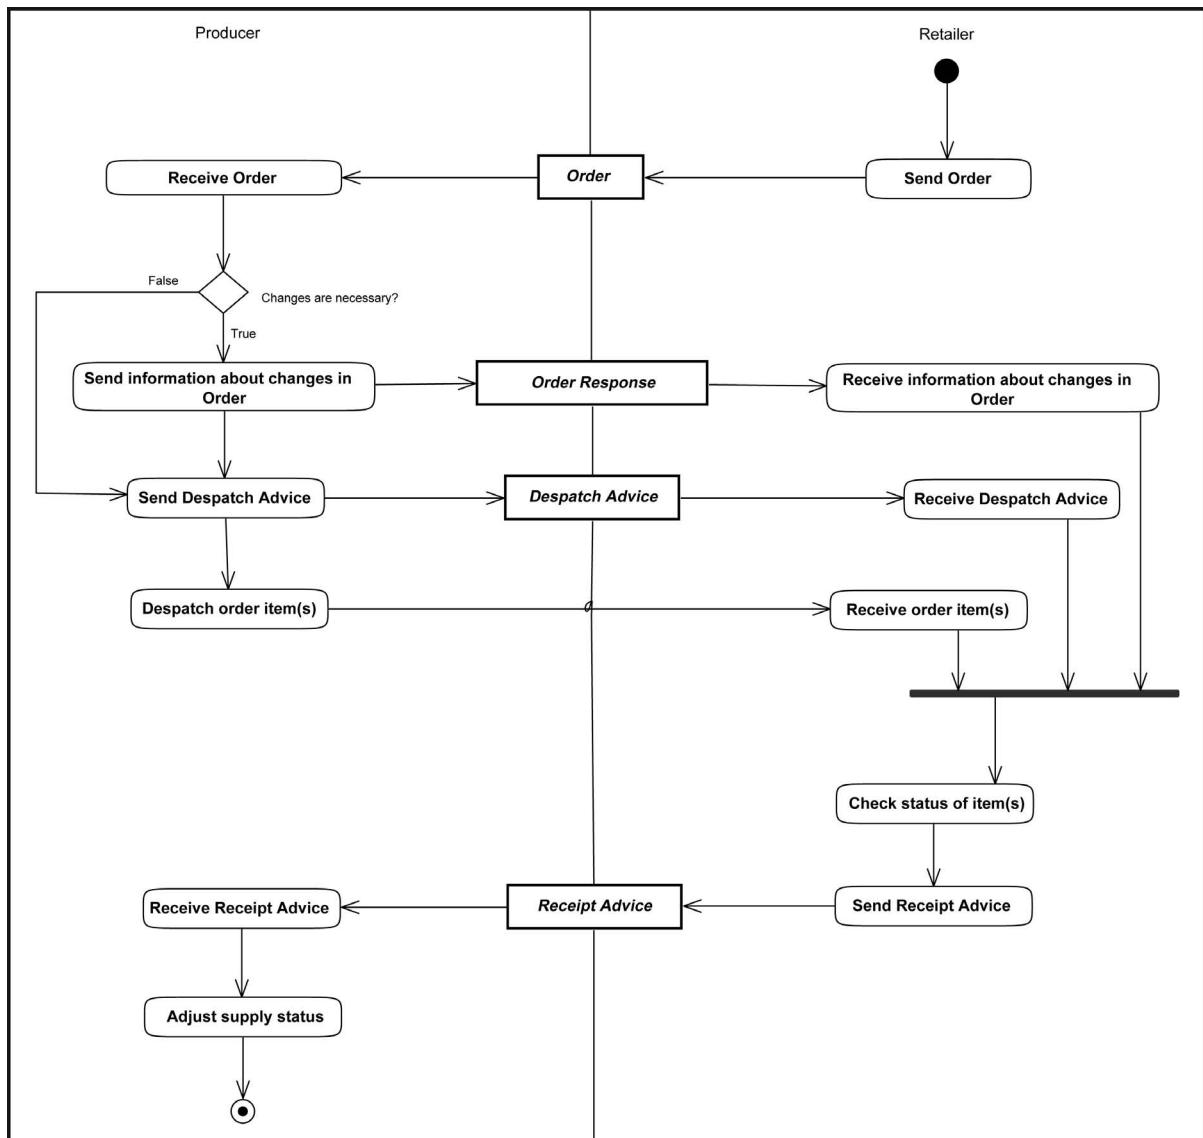 Producer
Retailer
Receive Order
Order
Send Order
False
Changes are necessary?
True
Send information about changes in
Order
Order Response
Receive information about changes in
Order
Send Despatch Advice
Despatch Advice
Receive Despatch Advice
Despatch order item(s)
Receive order item(s)
Check status of item(s)
Receive Receipt Advice
Receipt Advice
Send Receipt Advice
Adjust supply status